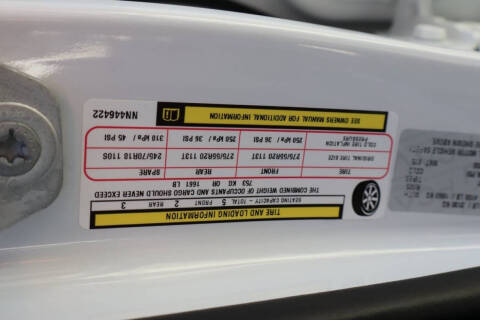 TIRE AND LOADING INFORMATION
SEATING CAPACITY - TOTAL 5 FRONT 2 REAR 3
THE COMBINED WEIGHT OF OCCUPANTS AND CARGO SHOULD NEVER EXCEED
753 KG OR 1661 LB
TIRE FRONT REAR SPARE
ORIGINAL TIRE SIZE 275/55R20 113T 275/55R20 113T 245/70R18 110S
COLD TIRE INFLATION PRESSURE 250 kPa / 36 PSI 250 kPa / 36 PSI 310 kPa / 45 PSI
SEE OWNERS MANUAL FOR ADDITIONAL INFORMATION
NN446422